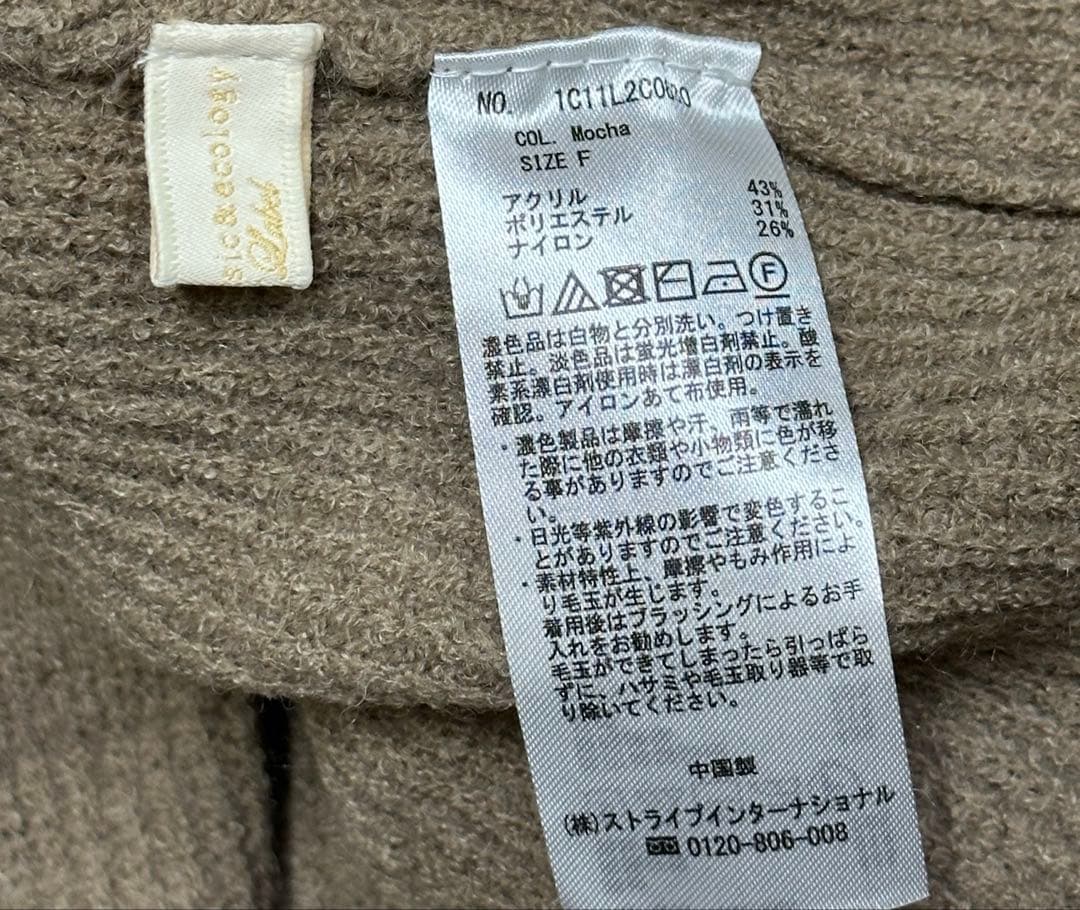 sic&ecology
Label
NO. 1C11L2C0620
COL. Mocha
SIZE F
アクリル 43%
ポリエステル 31%
ナイロン 26%
F
濃色品は白物と分別洗い。つけ置き
禁止。淡色品は蛍光増白剤禁止。酸
素系漂白剤使用時は漂白剤の表示を
確認。アイロンあて布使用。
・濃色製品は摩擦や汗、雨等で濡れ
た際に他の衣類や小物類に色が移
る事がありますのでご注意くださ
い。
・日光等紫外線の影響で変色するこ
とがありますのでご注意ください。
・素材特性上、摩擦やもみ作用によ
り毛玉が生じます。
着用後はブラッシングによるお手
入れをお勧めします。
毛玉ができてしまったら引っぱら
ずに、ハサミや毛玉取り器等で取
り除いてください。
中国製
(株)ストライプインターナショナル
0120-806-008